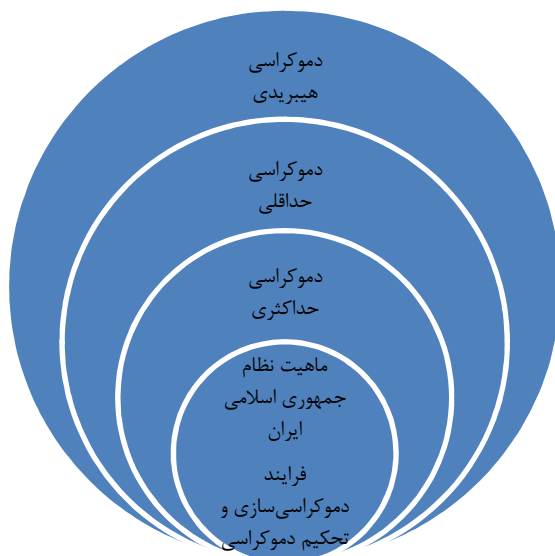 دموکراسی
هیبریدی
دموکراسی
حداقلی
دموکراسی
حداکثری
ماهیت نظام
جمهوری اسلامی
ایران
فرایند
دموکراسی‌سازی و
تحکیم دموکراسی